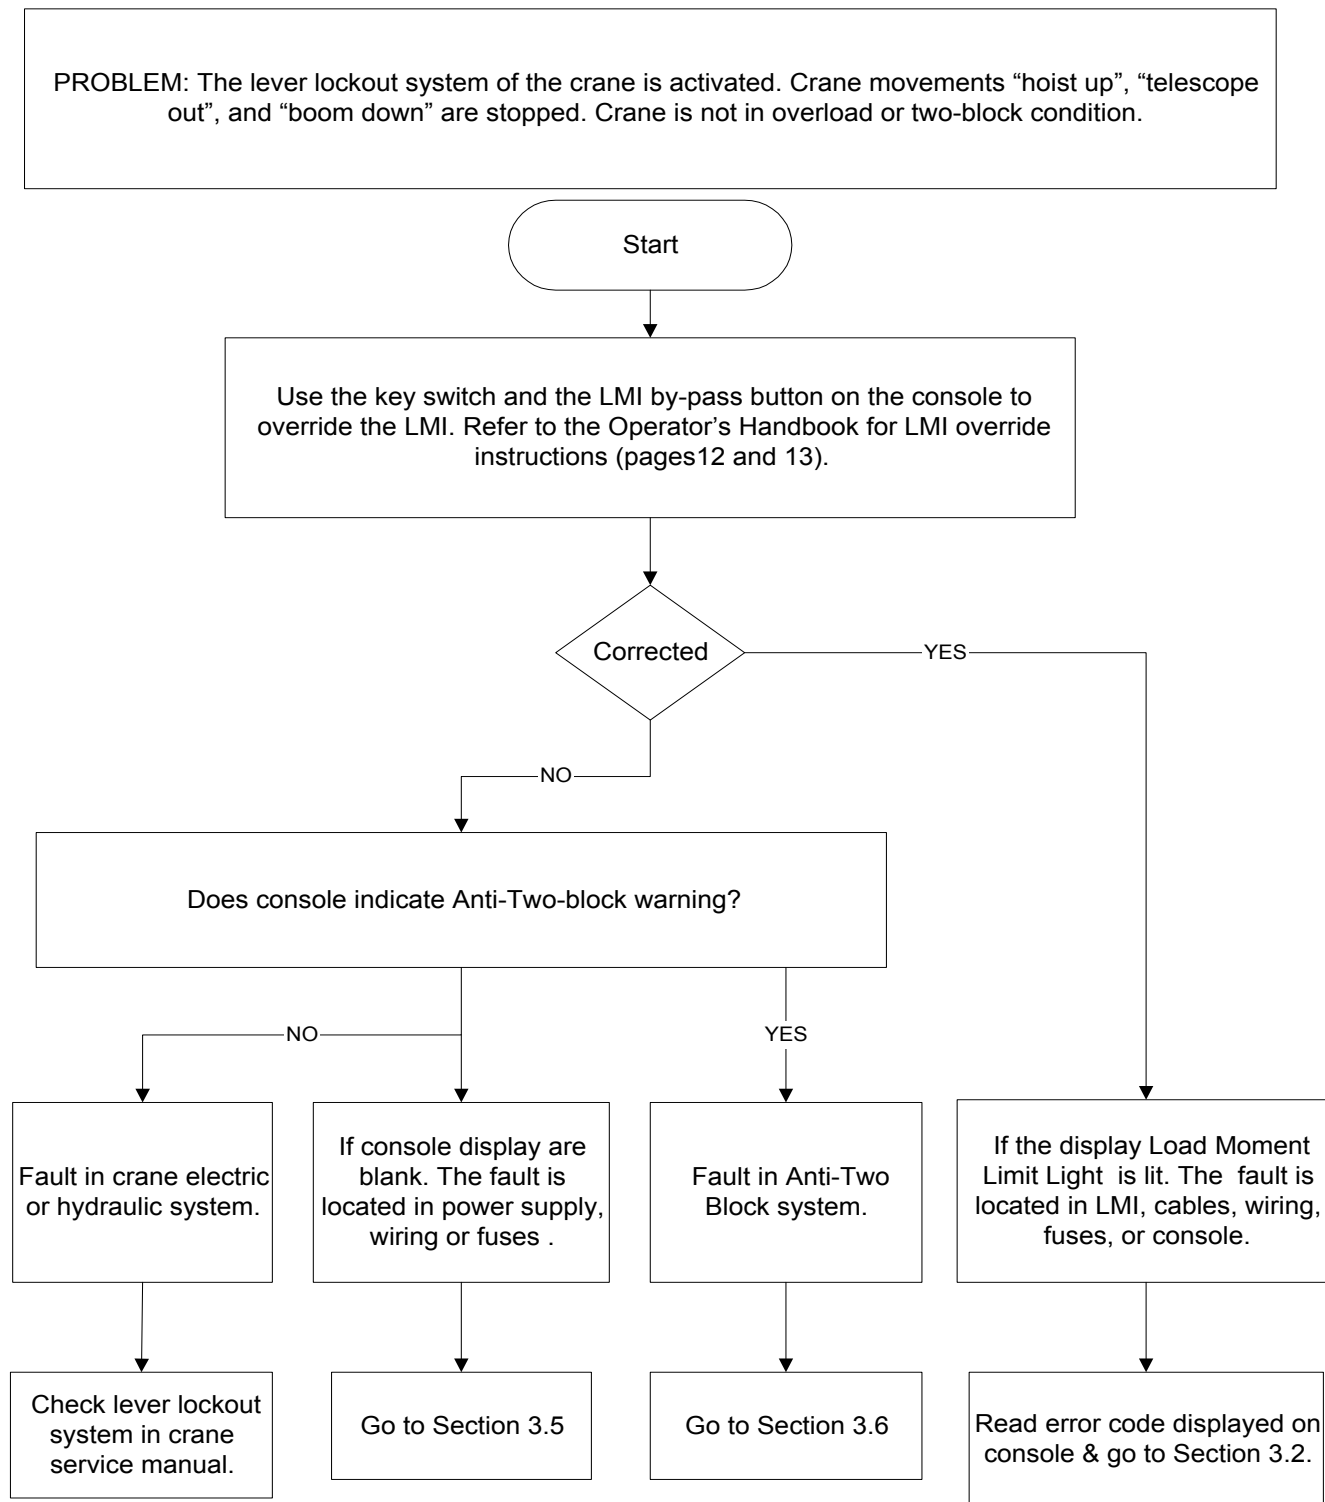 PROBLEM: The lever lockout system of the crane is activated. Crane movements “hoist up”, “telescope
out”, and “boom down” are stopped. Crane is not in overload or two-block condition.
Start
Use the key switch and the LMI by-pass button on the console to
override the LMI. Refer to the Operator’s Handbook for LMI override
instructions (pages12 and 13).
Corrected
YES
NO
Does console indicate Anti-Two-block warning?
NO
YES
Fault in crane electric
or hydraulic system.
If console display are
blank. The fault is
located in power supply,
wiring or fuses .
Fault in Anti-Two
Block system.
If the display Load Moment
Limit Light  is lit. The  fault is
located in LMI, cables, wiring,
fuses, or console.
Check lever lockout
system in crane
service manual.
Go to Section 3.5
Go to Section 3.6
Read error code displayed on
console & go to Section 3.2.